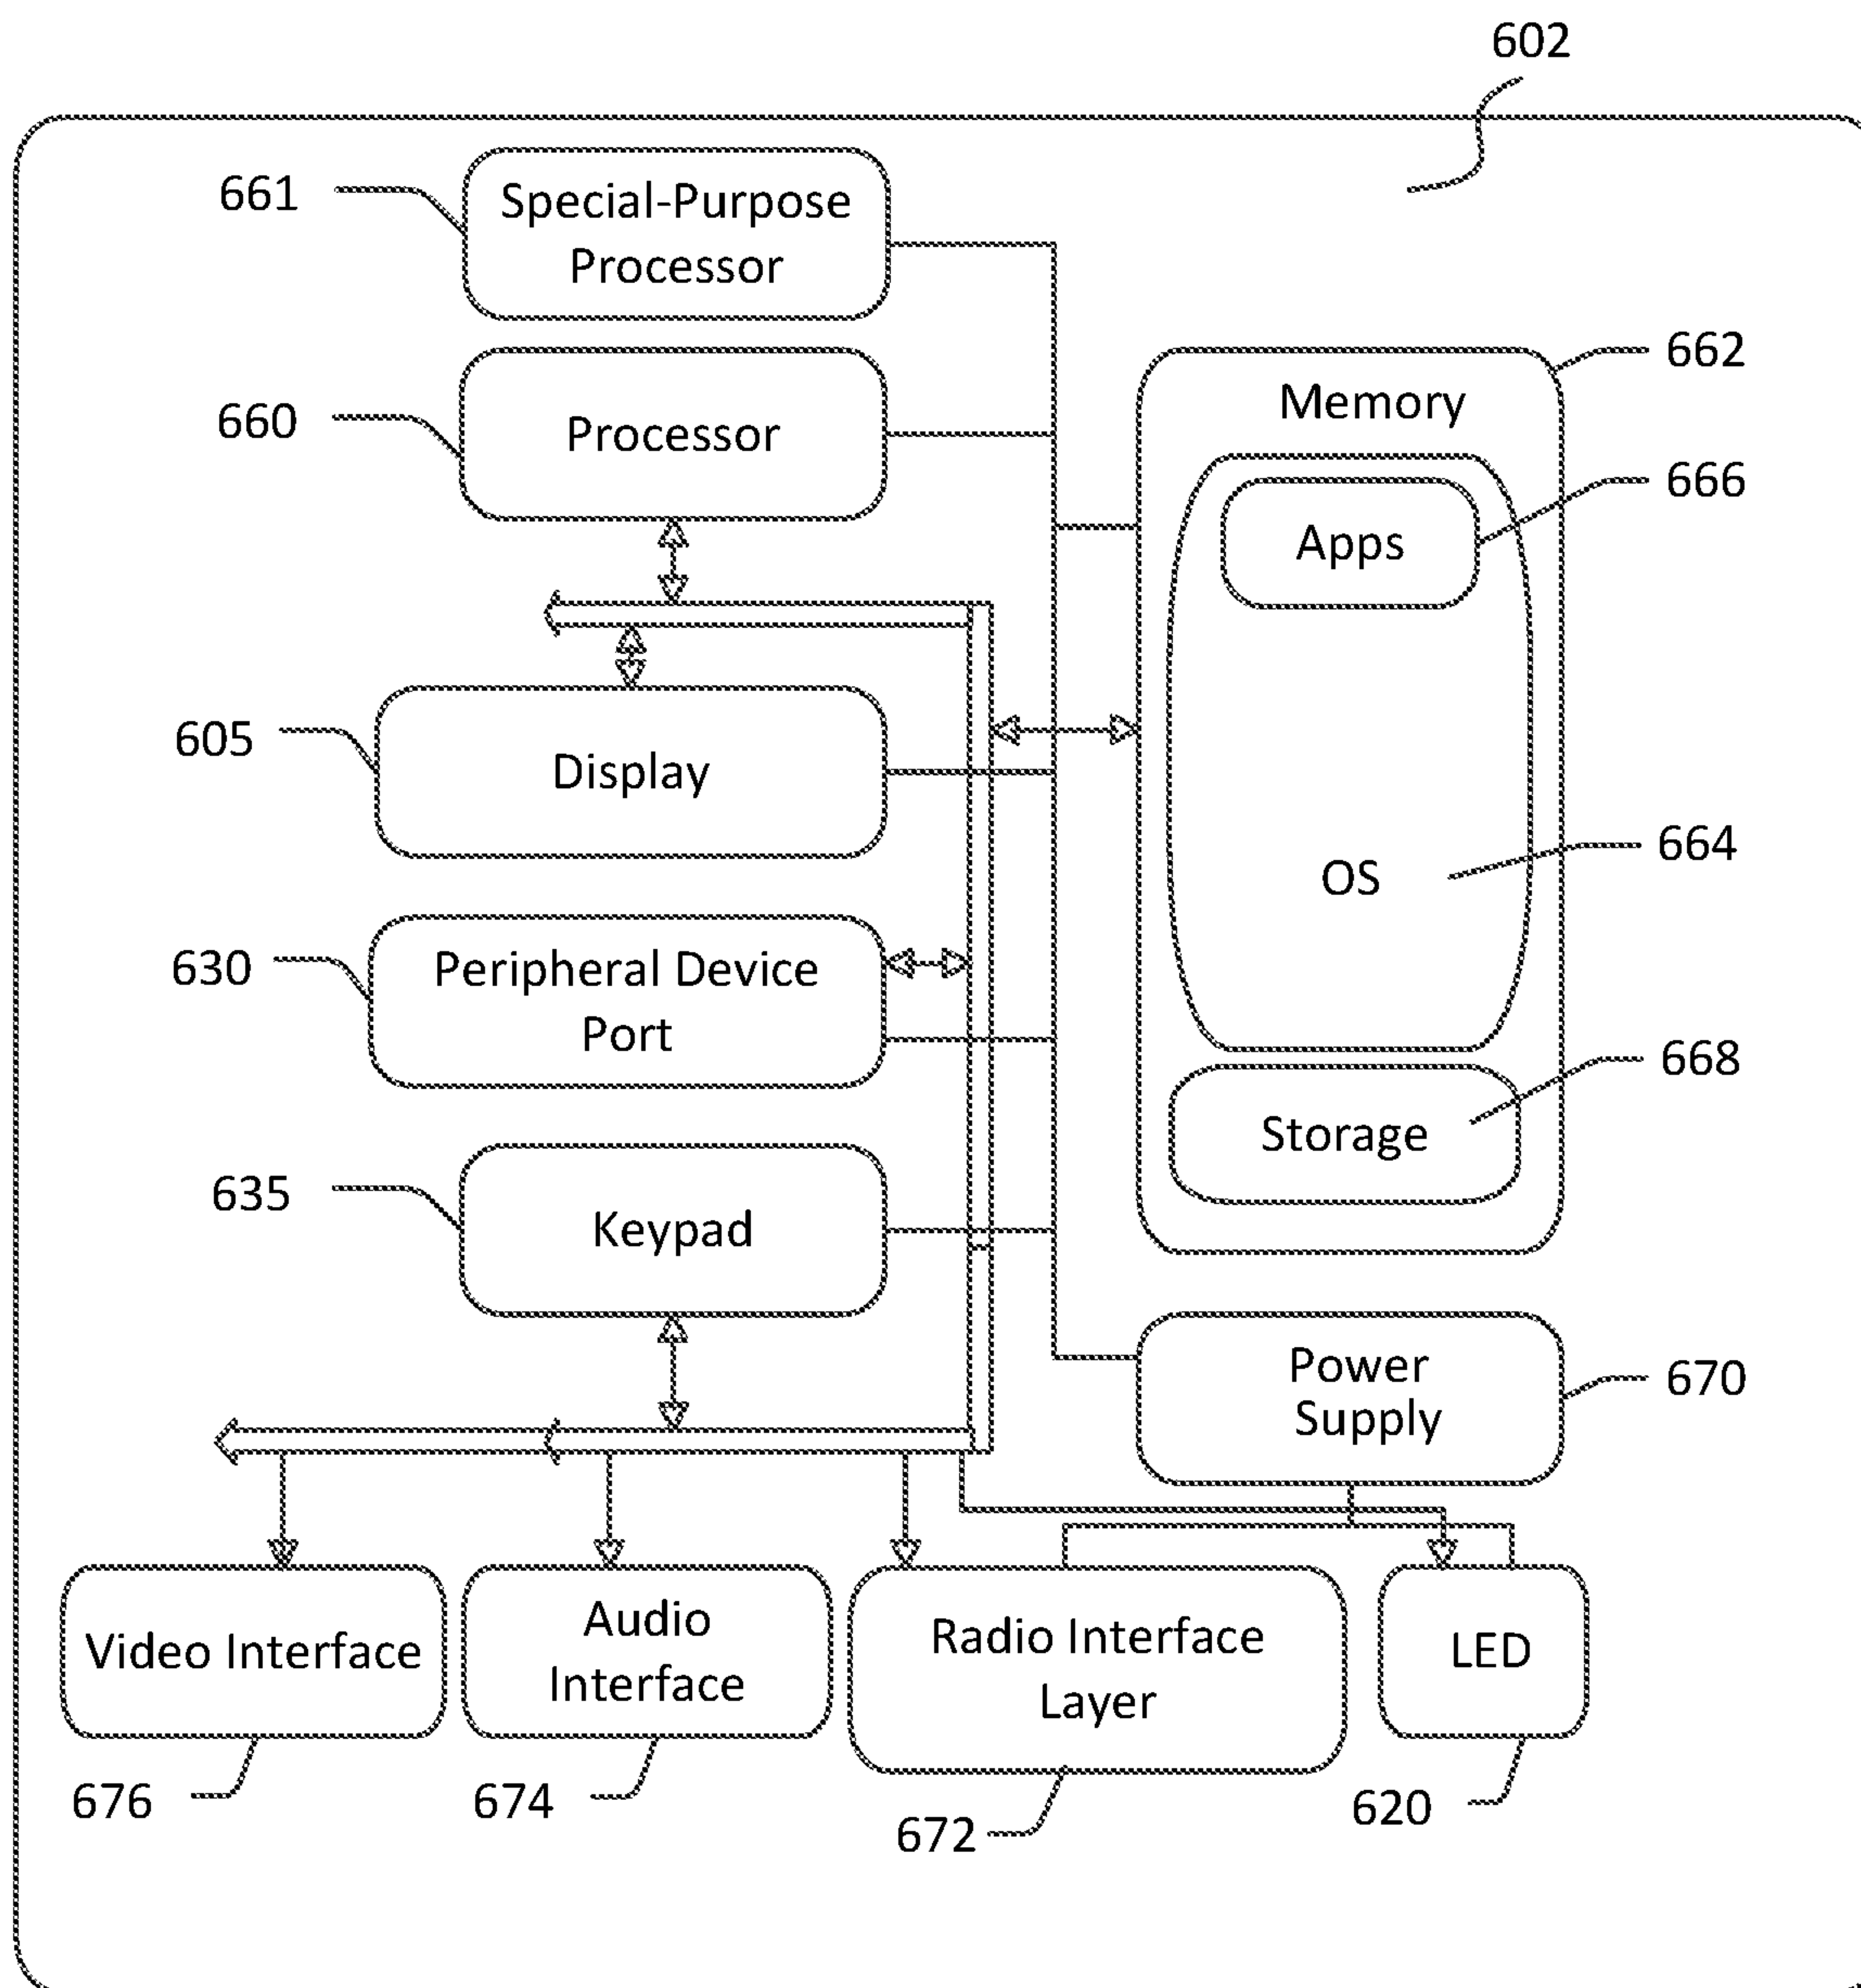 602
661
Special-Purpose
Processor
662
Memory
660
Processor
666
Apps
605
Display
664
OS
630
Peripheral Device
Port
668
Storage
635
Keypad
Power
Supply
670
Video Interface
Audio
Interface
Radio Interface
Layer
LED
676
674
672
620